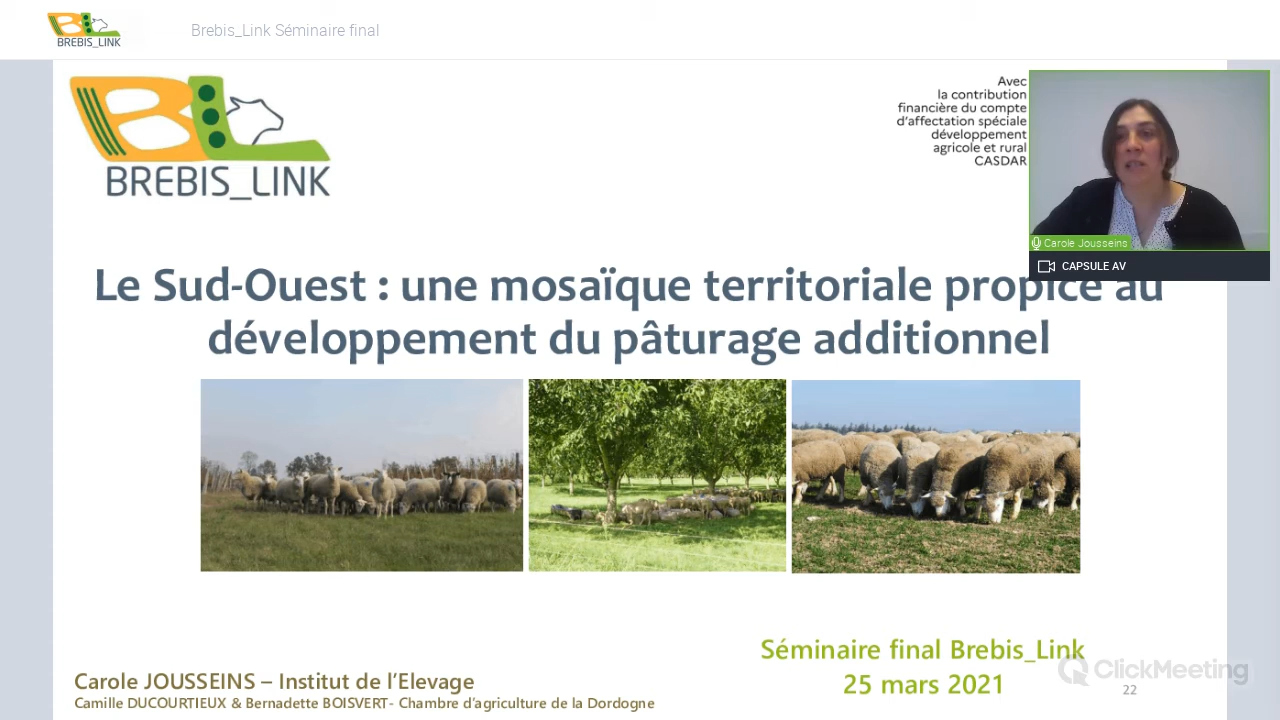 BREBIS_LINK
Brebis_Link Séminaire final
BREBIS_LINK
Avec
la contribution
financière du compte
d'affectation spéciale
développement
agricole et rural
CASDAR
Carole Jousseins
CAPSULE AV
Le Sud-Ouest : une mosaïque territoriale propice au
développement du pâturage additionnel
Séminaire final Brebis_Link
25 mars 2021
ClickMeeting
22
Carole JOUSSEINS – Institut de l'Elevage
Camille DUCOURTIEUX & Bernadette BOISVERT- Chambre d'agriculture de la Dordogne